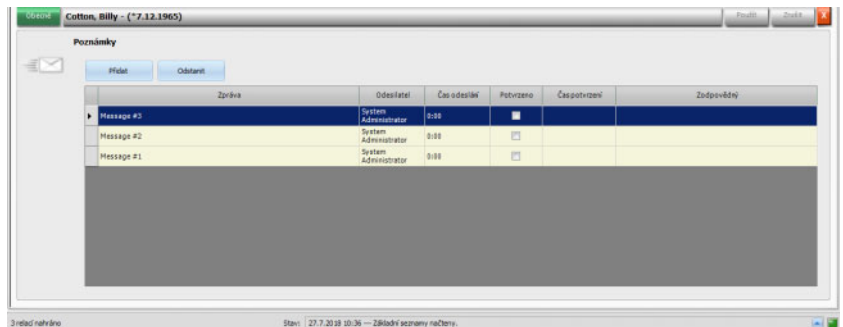 Obecné Cotton, Billy - (*7.12.1965) Použít Zrušit X
Poznámky
Přidat Odstanit
Zpráva Odesílatel Čas odeslání Potvrzeno Čas potvrzení Zodpovědný
Message #3 System Administrator 0:00
Message #2 System Administrator 0:00
Message #1 System Administrator 0:00
3 relací nahráno Stav: 27.7.2018 10:36 — Základní seznamy načteny.